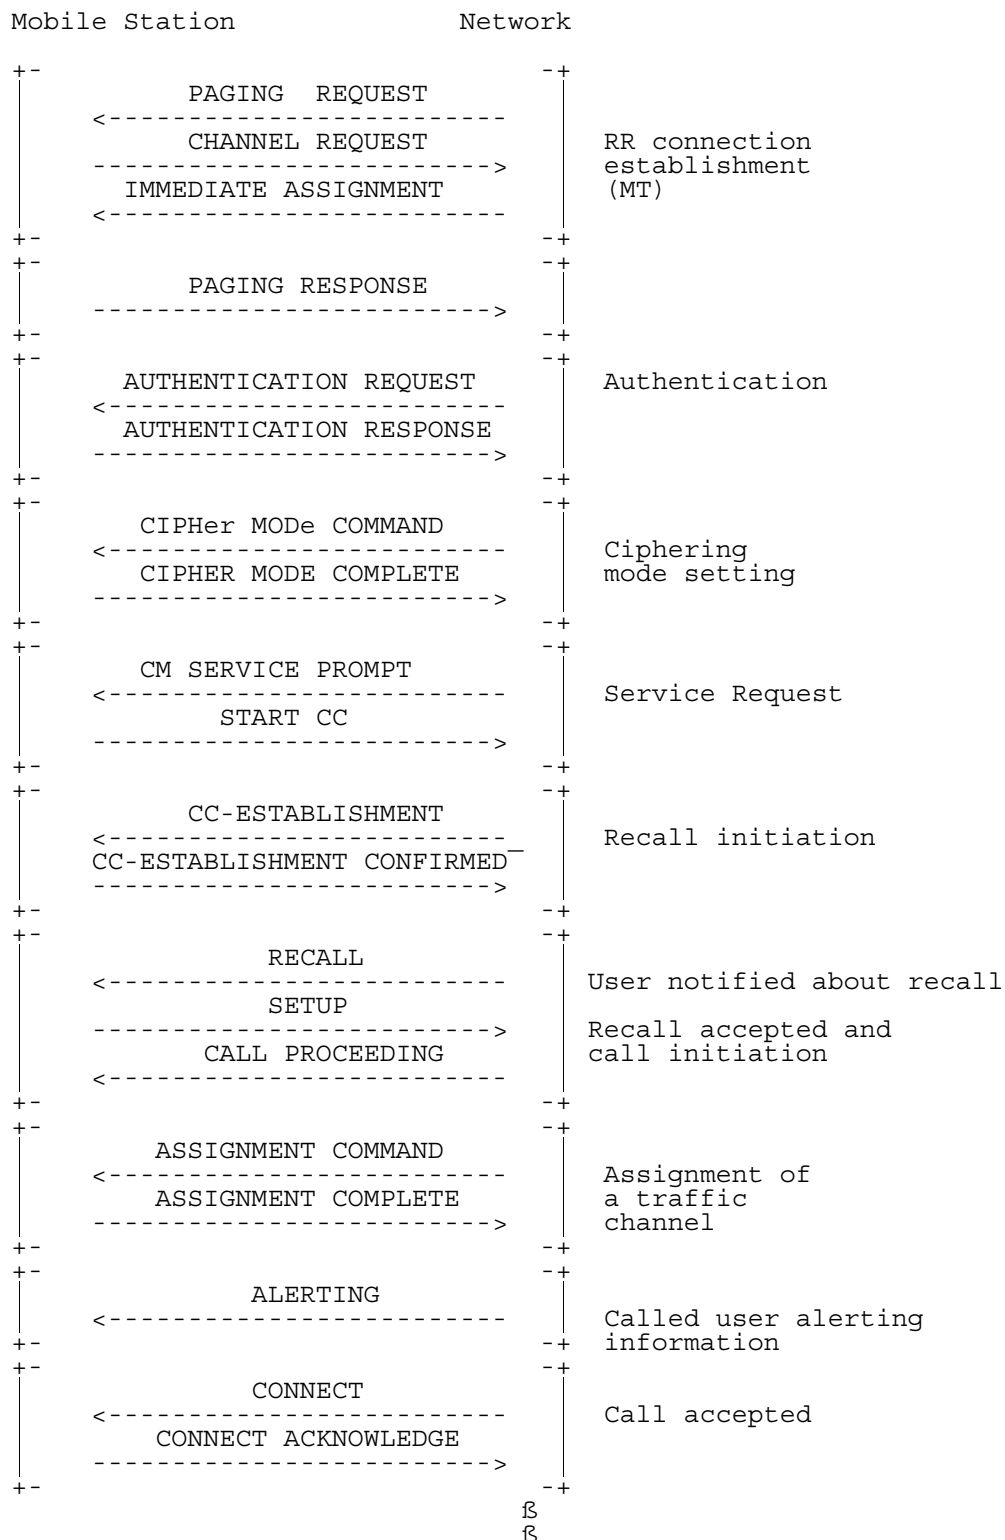 Mobile Station Network
+- -+
PAGING REQUEST
<-------------------------
CHANNEL REQUEST RR connection
-------------------------> establishment
IMMEDIATE ASSIGNMENT (MT)
<-------------------------
+- -+
+- -+
PAGING RESPONSE
------------------------->
+- -+
+- -+
AUTHENTICATION REQUEST Authentication
<-------------------------
AUTHENTICATION RESPONSE
------------------------->
+- -+
+- -+
CIPHer MODe COMMAND
<------------------------- Ciphering
CIPHER MODE COMPLETE mode setting
------------------------->
+- -+
+- -+
CM SERVICE PROMPT
<------------------------- Service Request
START CC
------------------------->
+- -+
+- -+
CC-ESTABLISHMENT
<------------------------- Recall initiation
CC-ESTABLISHMENT CONFIRMED¯
------------------------->
+- -+
+- -+
RECALL
<------------------------- User notified about recall
SETUP
-------------------------> Recall accepted and
CALL PROCEEDING call initiation
<-------------------------
+- -+
+- -+
ASSIGNMENT COMMAND
<------------------------- Assignment of
ASSIGNMENT COMPLETE a traffic
-------------------------> channel
+- -+
+- -+
ALERTING
<------------------------- Called user alerting
+- -+ information
+- -+
CONNECT
<------------------------- Call accepted
CONNECT ACKNOWLEDGE
------------------------->
+- -+
ß
ß